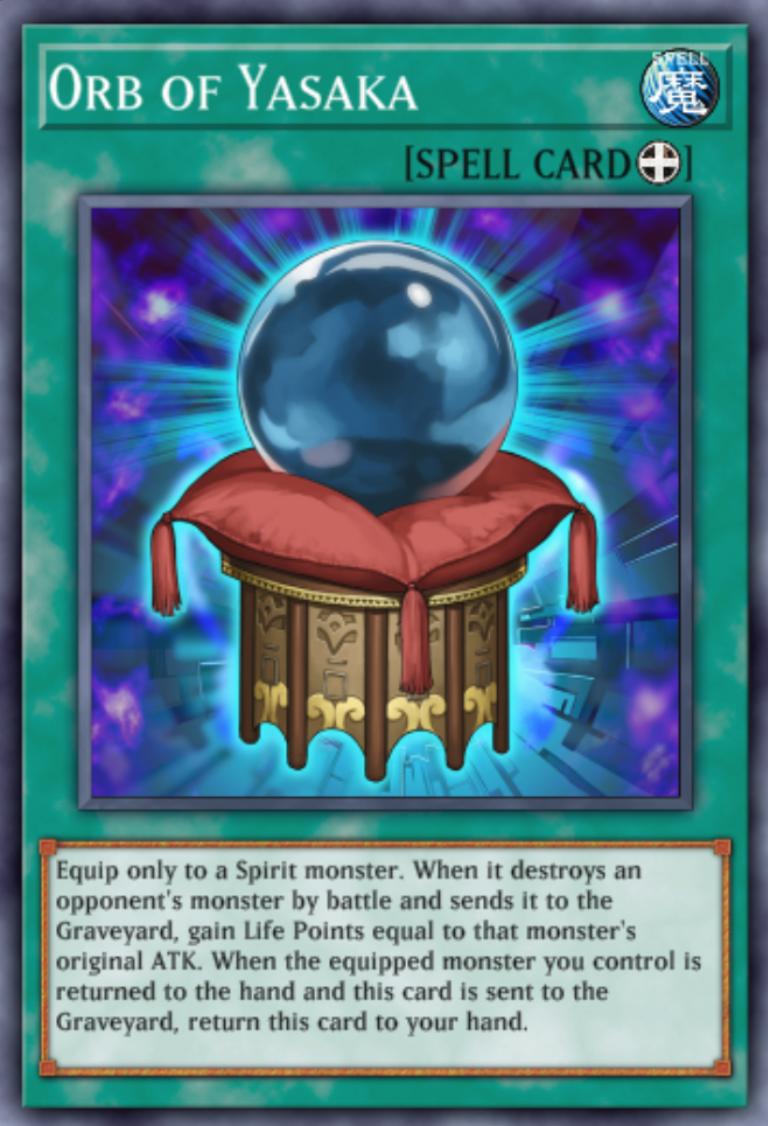 Orb of Yasaka
SPELL
魔
[SPELL CARD]
Equip only to a Spirit monster. When it destroys an
opponent's monster by battle and sends it to the
Graveyard, gain Life Points equal to that monster's
original ATK. When the equipped monster you control is
returned to the hand and this card is sent to the
Graveyard, return this card to your hand.